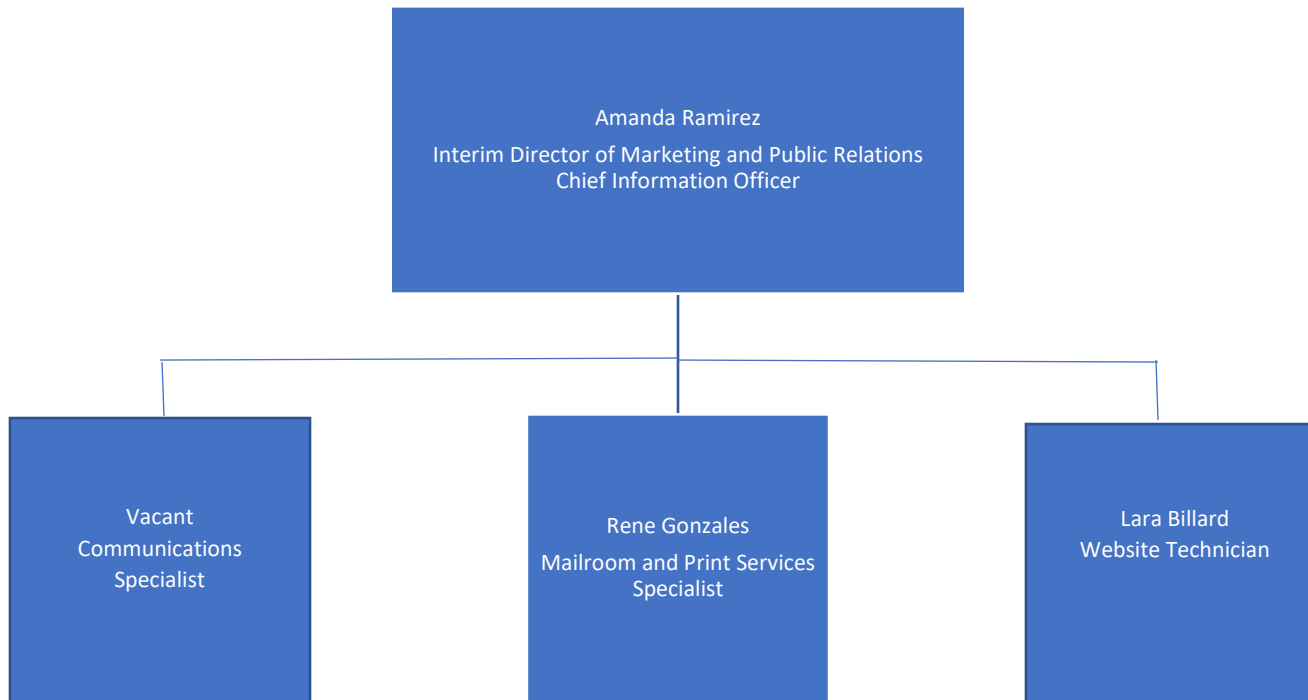 Amanda Ramirez
Interim Director of Marketing and Public Relations
Chief Information Officer
Vacant
Communications
Specialist
Rene Gonzales
Mailroom and Print Services
Specialist
Lara Billard
Website Technician